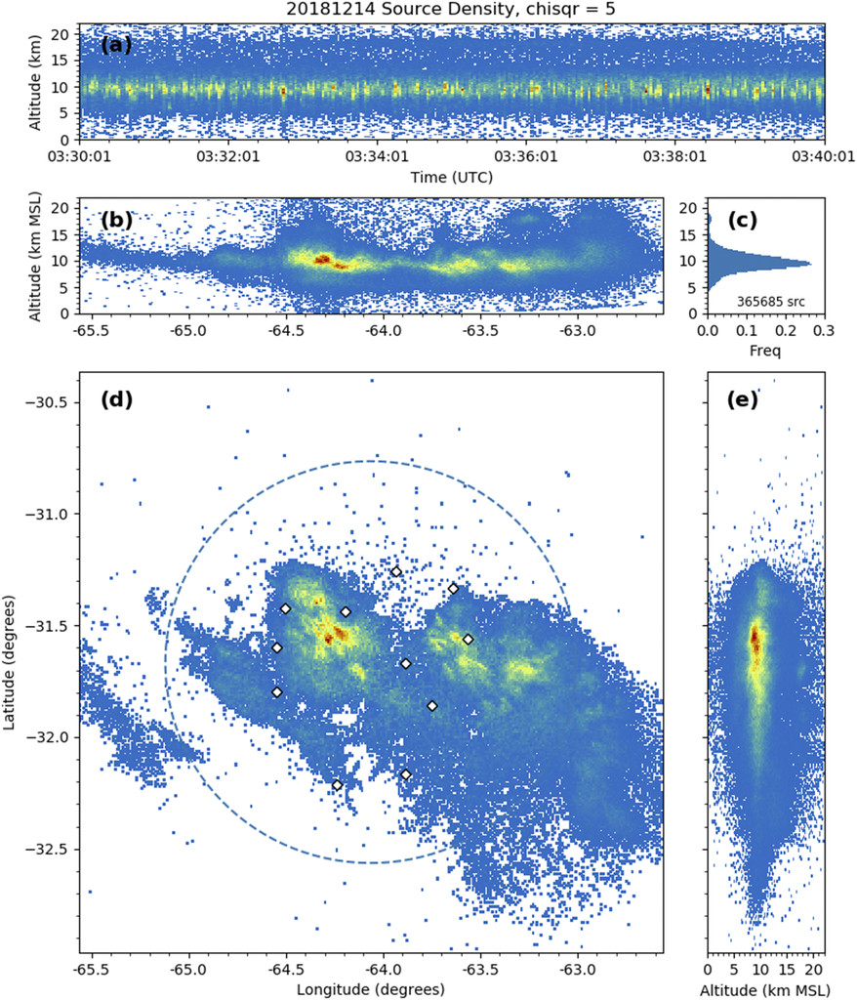 20181214 Source Density, chisqr = 5
(a)
Altitude (km)
20
15
10
5
0
03:30:01 03:32:01 03:34:01 03:36:01 03:38:01 03:40:01
Time (UTC)
(b)
Altitude (km MSL)
20
15
10
5
0
-65.5 -65.0 -64.5 -64.0 -63.5 -63.0
(c)
20
15
10
5
0
365685 src
0.0 0.1 0.2 0.3
Freq
(d)
Latitude (degrees)
−30.5
−31.0
−31.5
−32.0
−32.5
-65.5 -65.0 -64.5 -64.0 -63.5 -63.0
Longitude (degrees)
(e)
0 5 10 15 20
Altitude (km MSL)